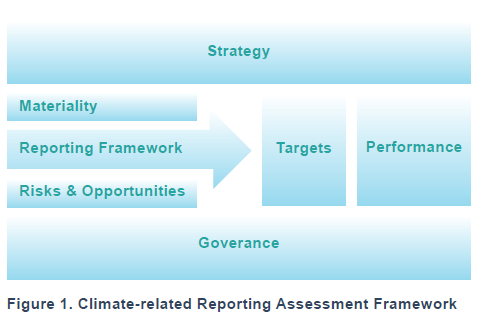 Strategy
Materiality
Reporting Framework
Risks & Opportunities
Targets
Performance
Goverance
Figure 1. Climate-related Reporting Assessment Framework